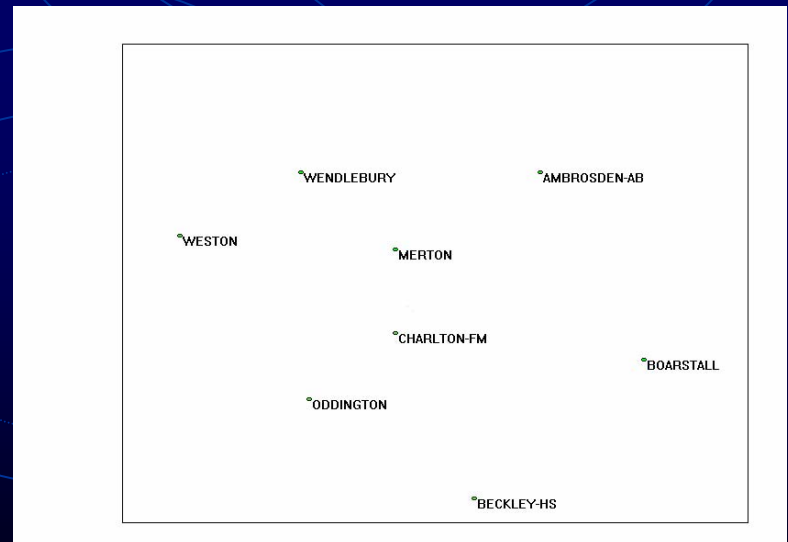 WENDLEBURY
AMBROSDEN-AB
WESTON
MERTON
CHARLTON-FM
BOARSTALL
ODDINGTON
BECKLEY-HS